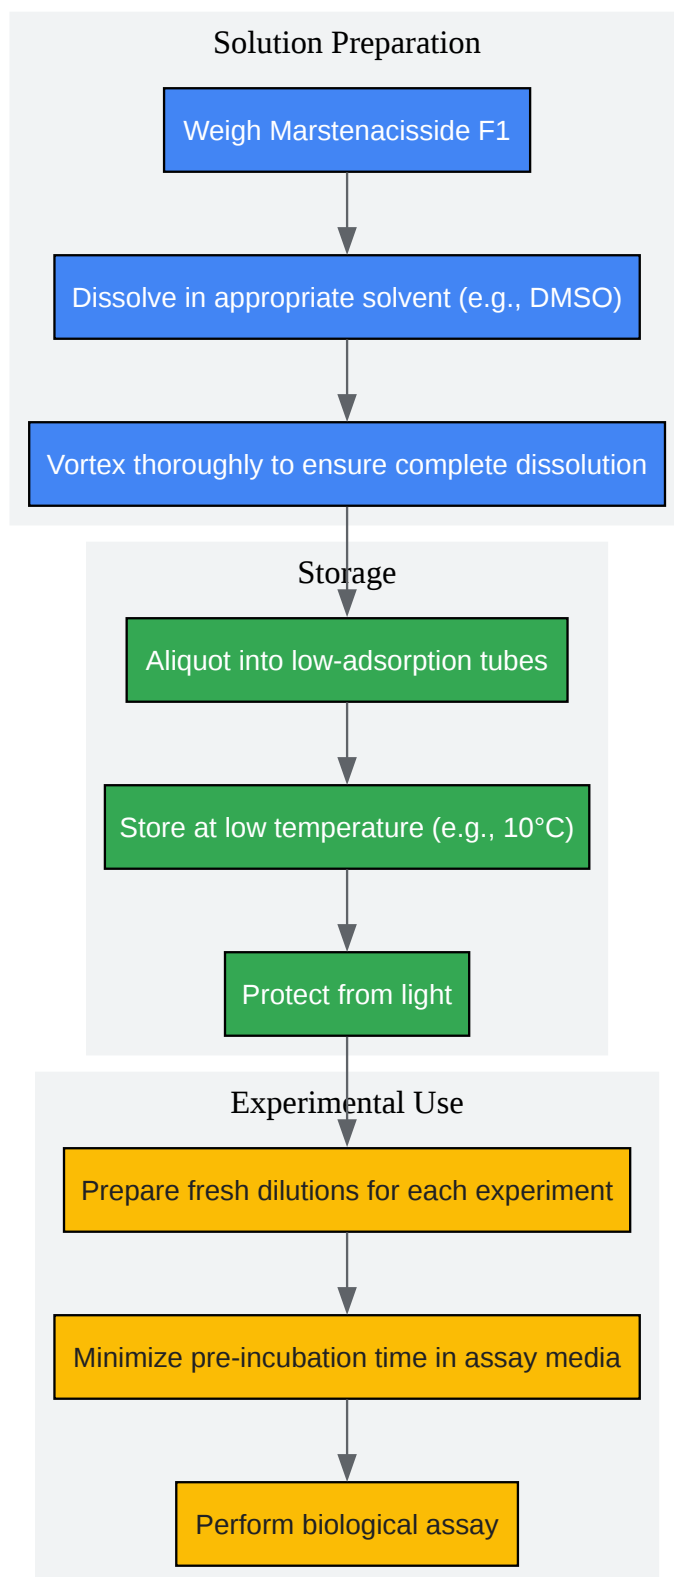 Solution Preparation
Weigh Marstenacisside F1
Dissolve in appropriate solvent (e.g., DMSO)
Vortex thoroughly to ensure complete dissolution
Storage
Aliquot into low-adsorption tubes
Store at low temperature (e.g., 10°C)
Protect from light
Experimental Use
Prepare fresh dilutions for each experiment
Minimize pre-incubation time in assay media
Perform biological assay